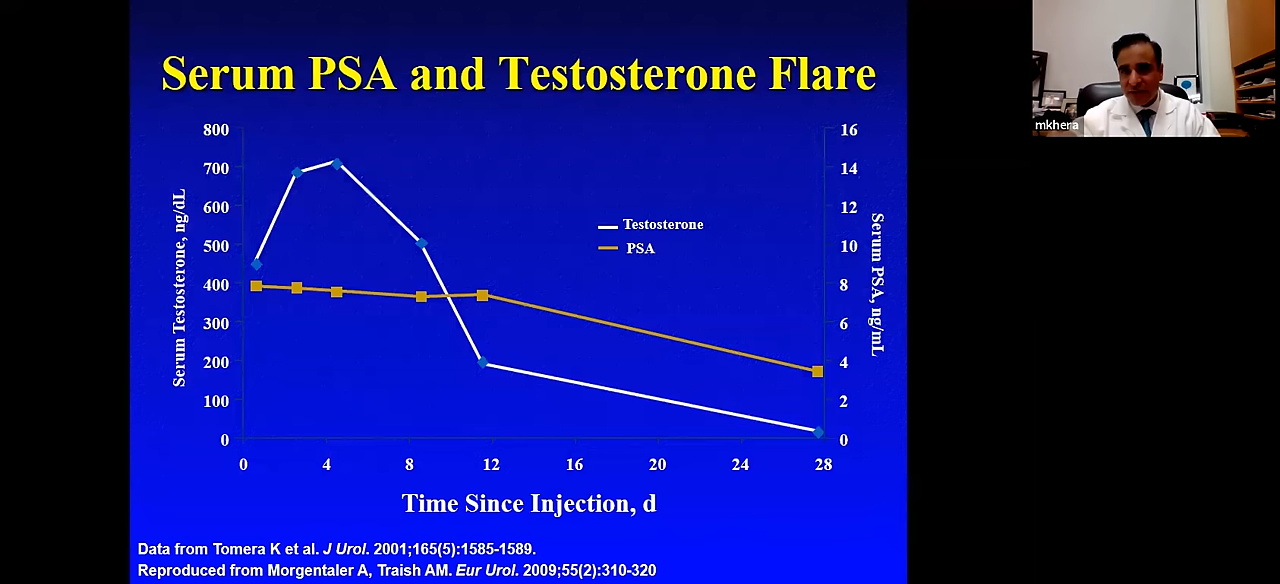 Serum PSA and Testosterone Flare
mkhera
800
700
600
500
400
300
200
100
0
Serum Testosterone, ng/dL
16
14
12
10
8
6
4
2
0
Serum PSA, ng/mL
Testosterone
PSA
0 4 8 12 16 20 24 28
Time Since Injection, d
Data from Tomera K et al. J Urol. 2001;165(5):1585-1589.
Reproduced from Morgentaler A, Traish AM. Eur Urol. 2009;55(2):310-320